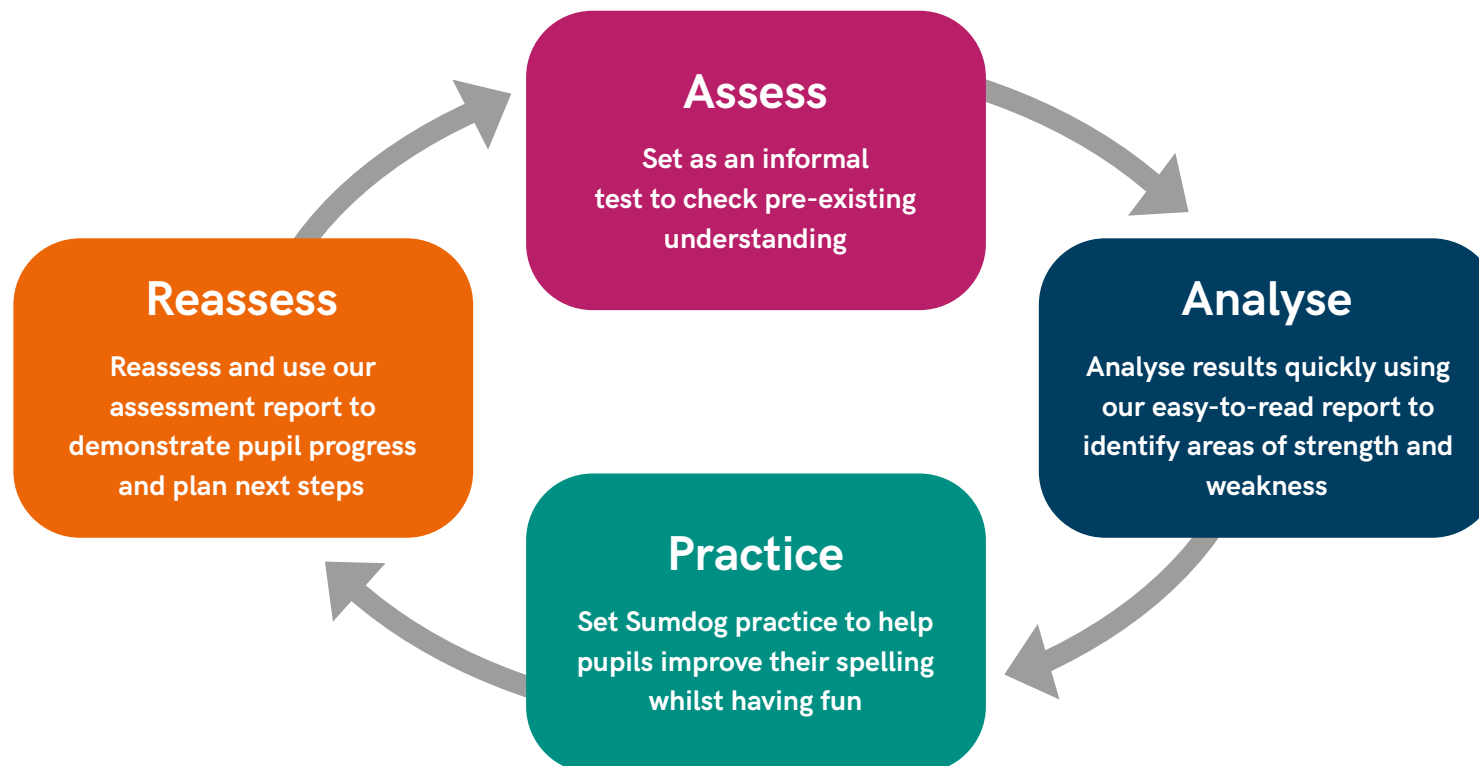 Assess
Set as an informal
test to check pre-existing
understanding
Analyse
Analyse results quickly using
our easy-to-read report to
identify areas of strength and
weakness
Practice
Set Sumdog practice to help
pupils improve their spelling
whilst having fun
Reassess
Reassess and use our
assessment report to
demonstrate pupil progress
and plan next steps